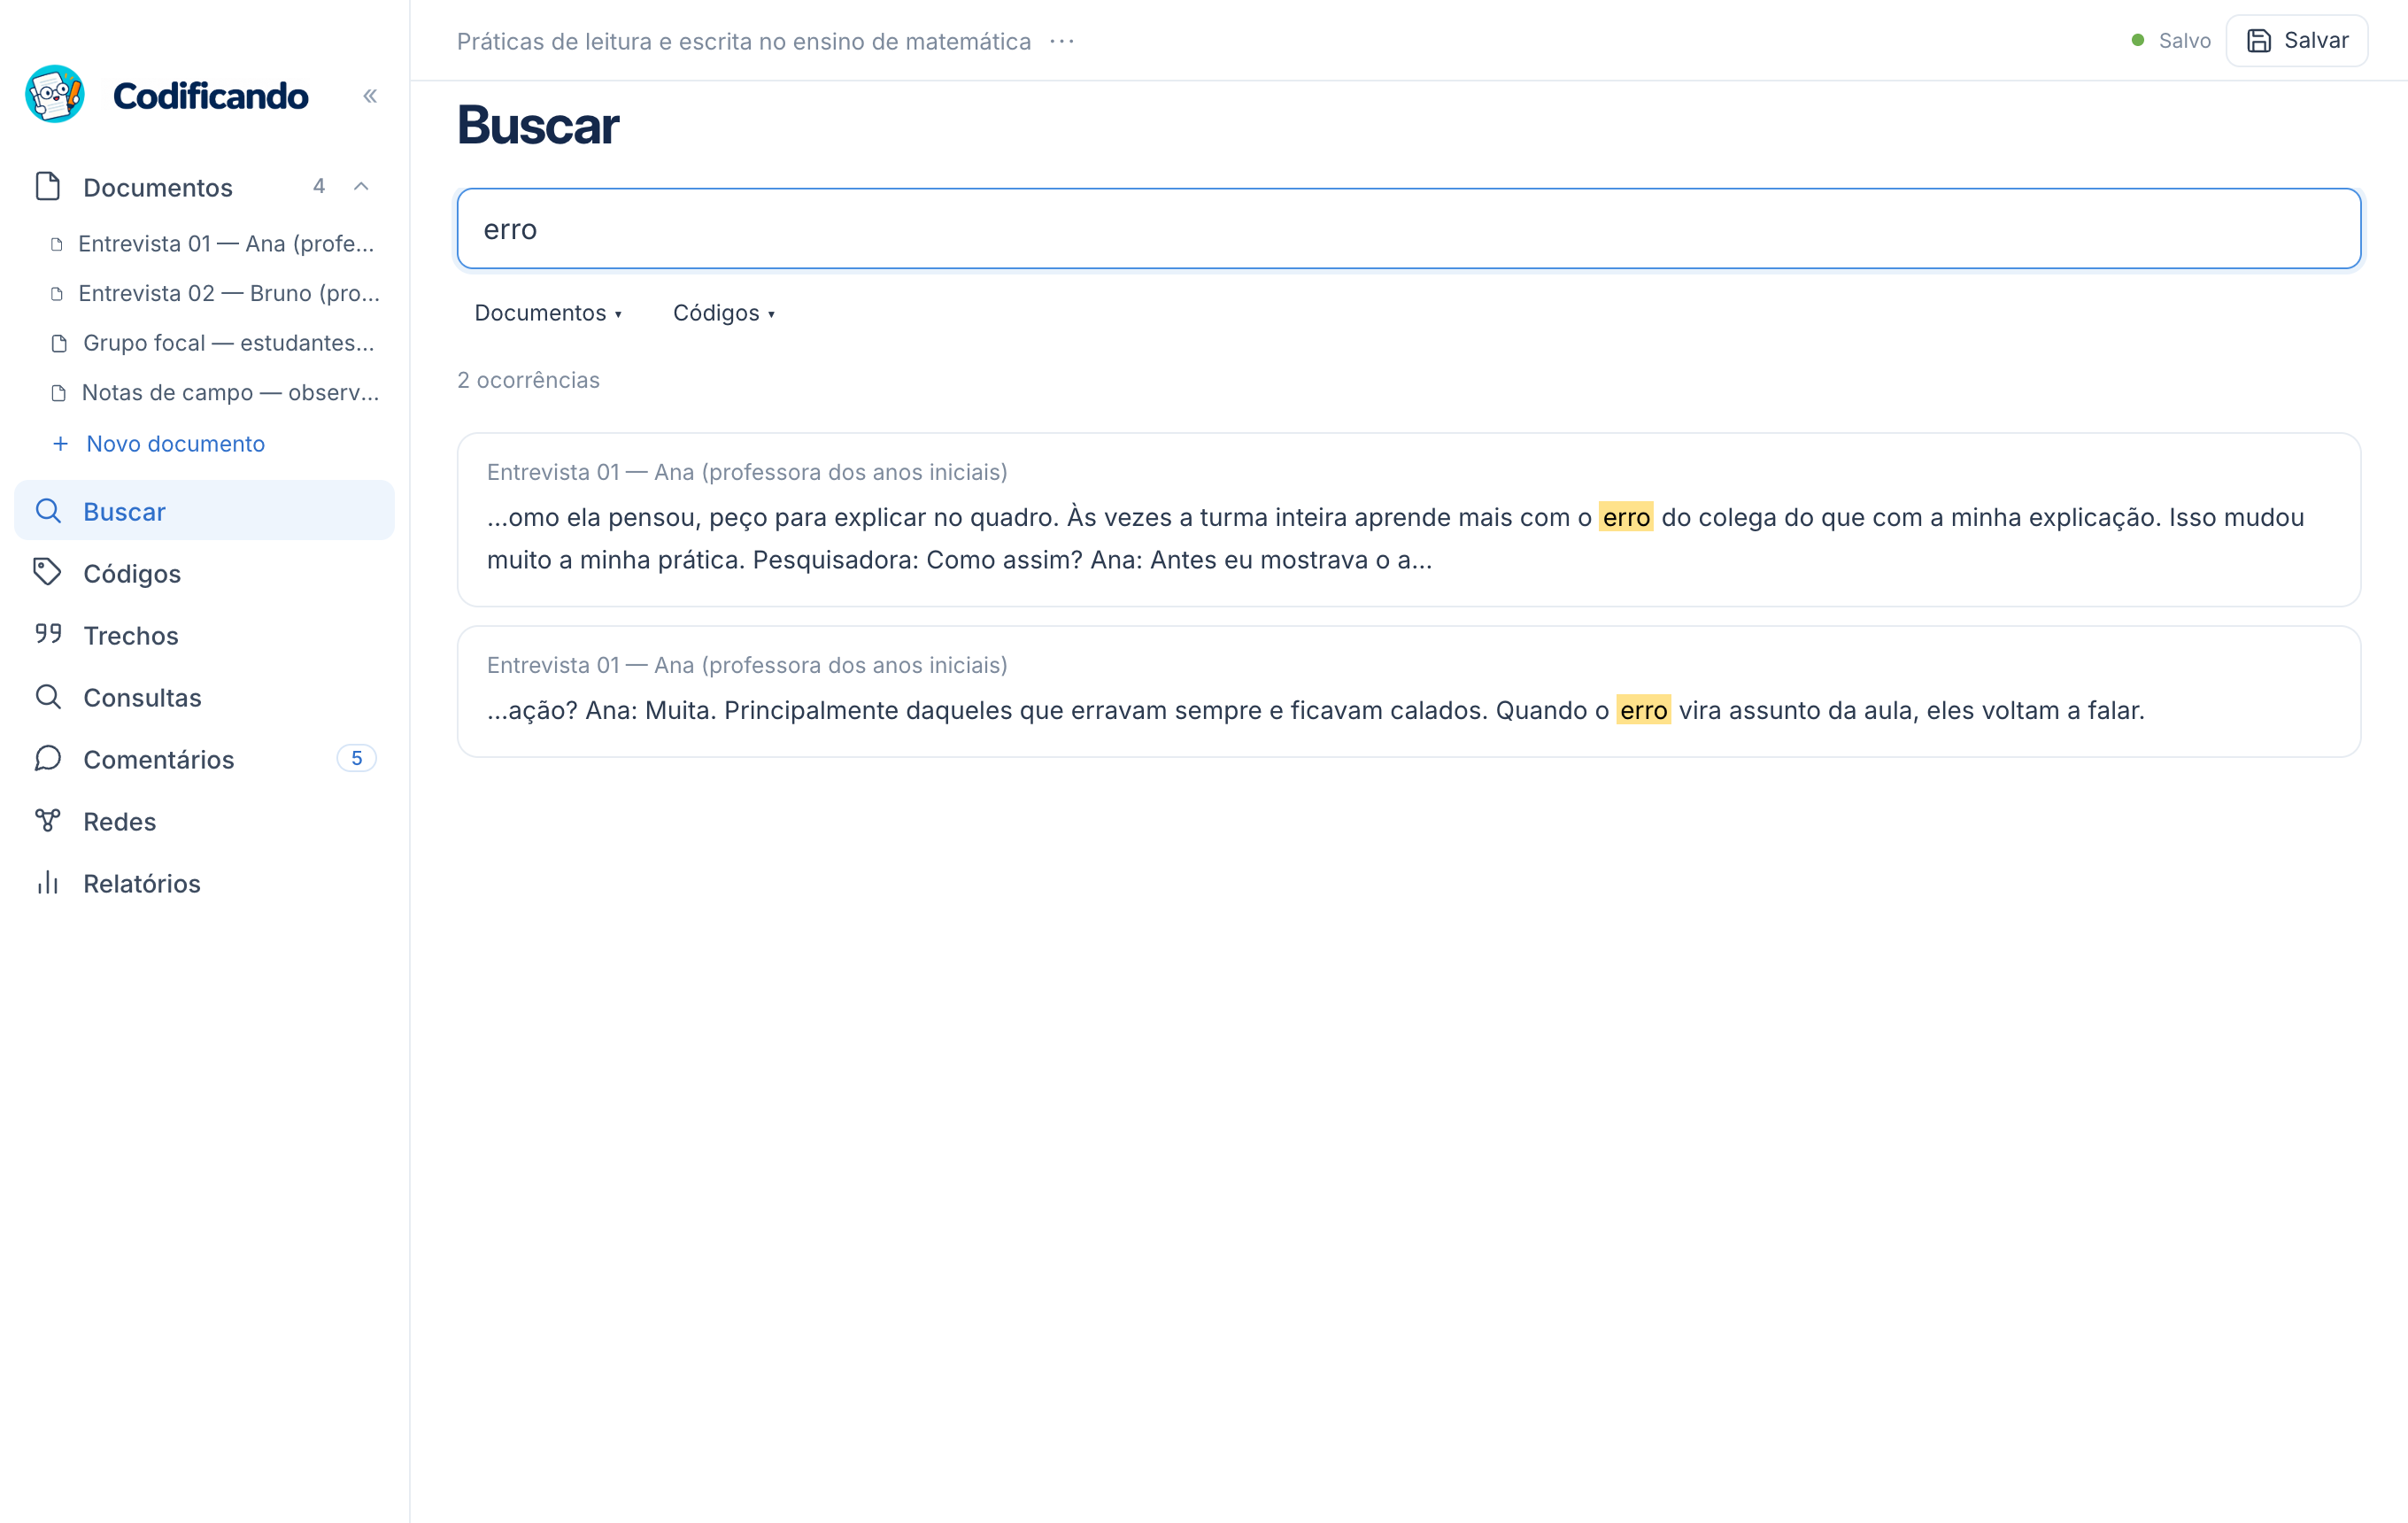 Codificando
Documentos 4
Entrevista 01 — Ana (profe...
Entrevista 02 — Bruno (pro...
Grupo focal — estudantes...
Notas de campo — observ...
+ Novo documento
Buscar
Códigos
Trechos
Consultas
Comentários 5
Redes
Relatórios
Práticas de leitura e escrita no ensino de matemática ···
Salvo Salvar
Buscar
erro
Documentos ▾ Códigos ▾
2 ocorrências
Entrevista 01 — Ana (professora dos anos iniciais)
...omo ela pensou, peço para explicar no quadro. Às vezes a turma inteira aprende mais com o erro do colega do que com a minha explicação. Isso mudou
muito a minha prática. Pesquisadora: Como assim? Ana: Antes eu mostrava o a...
Entrevista 01 — Ana (professora dos anos iniciais)
...ação? Ana: Muita. Principalmente daqueles que erravam sempre e ficavam calados. Quando o erro vira assunto da aula, eles voltam a falar.